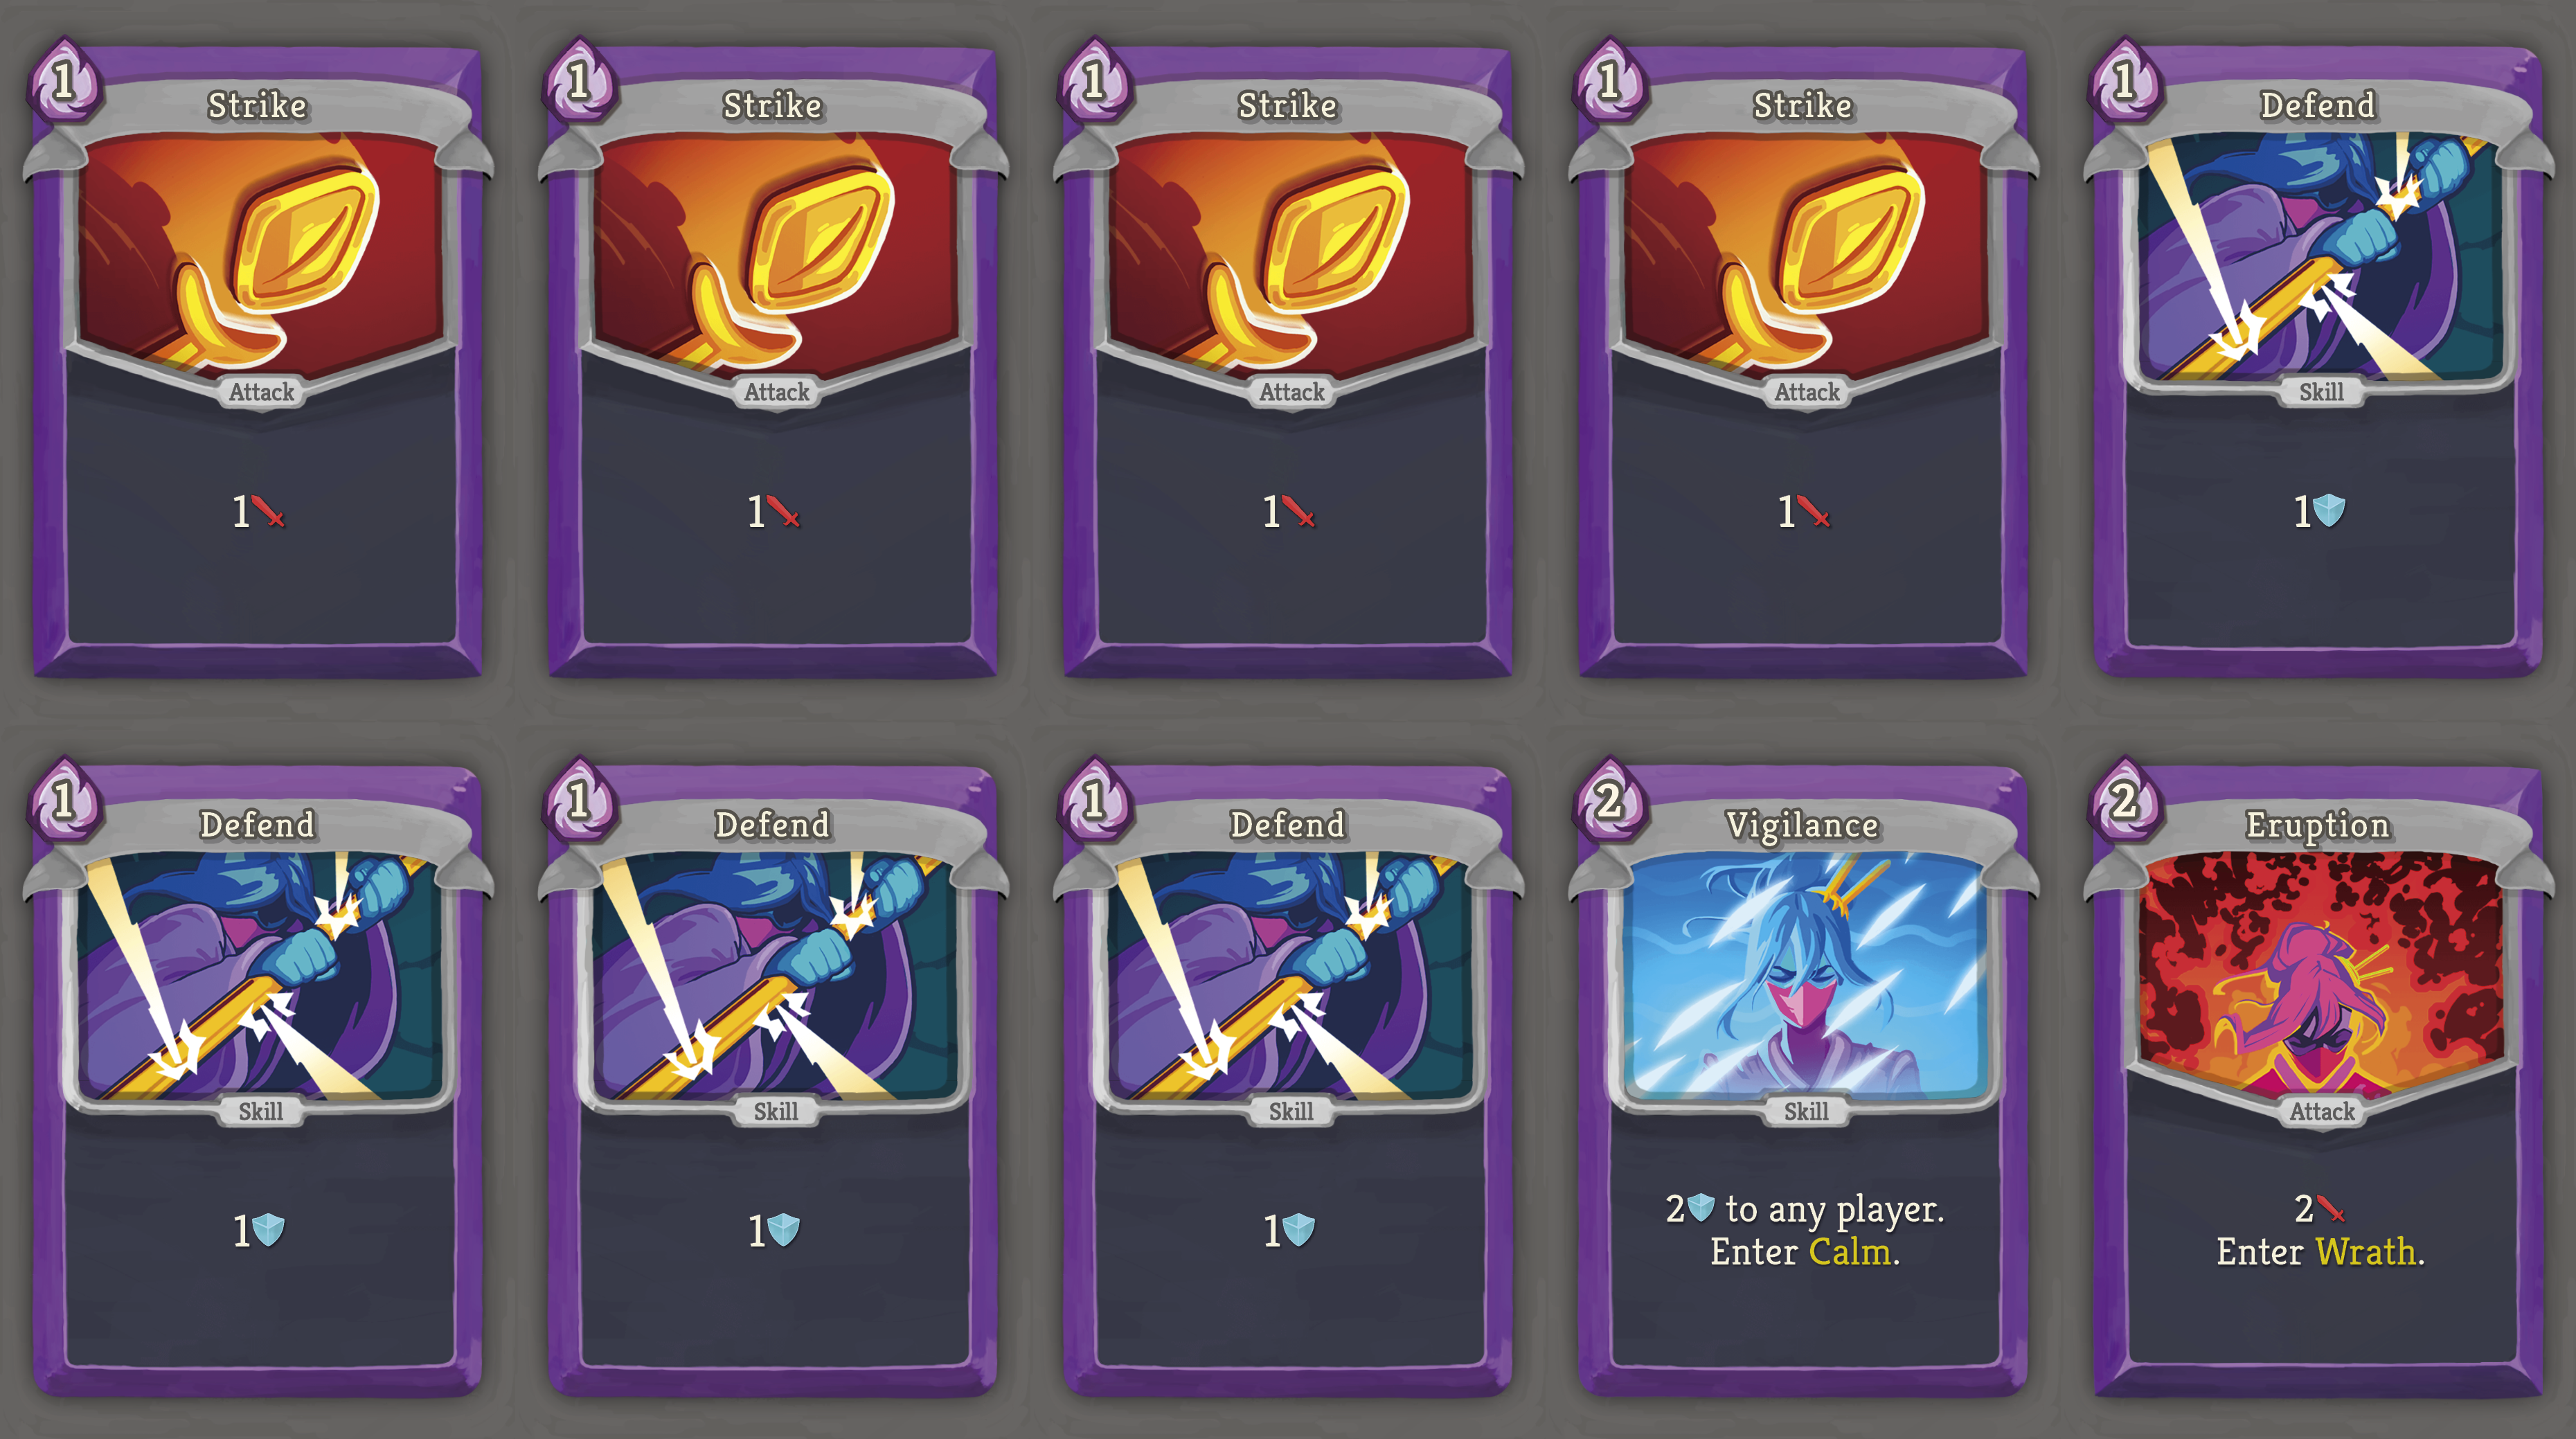 1
Strike
Attack
1
1
Strike
Attack
1
1
Strike
Attack
1
1
Strike
Attack
1
1
Defend
Skill
1
1
Defend
Skill
1
1
Defend
Skill
1
1
Defend
Skill
1
2
Vigilance
Skill
2 to any player.
Enter Calm.
2
Eruption
Attack
2
Enter Wrath.